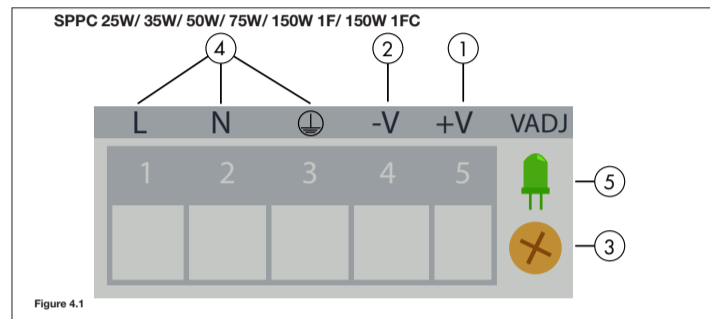 SPPC 25W/ 35W/ 50W/ 75W/ 150W 1F/ 150W 1FC
4 2 1
L N -V +V VADJ
1 2 3 4 5
5
3
Figure 4.1